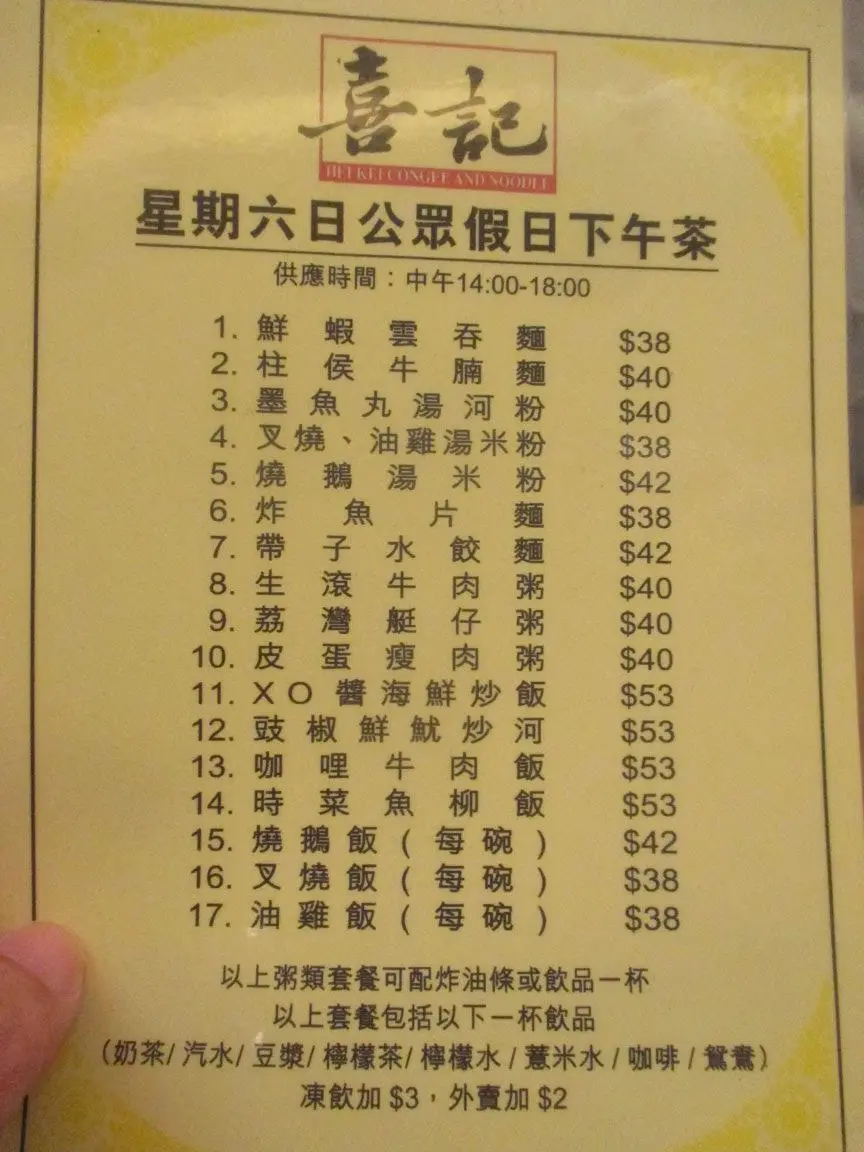 喜記
HEI KEI CONGEE AND NOODLE
星期六日公眾假日下午茶
供應時間：中午14:00-18:00
1. 鮮蝦雲吞麵 $38
2. 柱侯牛腩麵 $40
3. 墨魚丸湯河粉 $40
4. 叉燒、油雞湯米粉 $38
5. 燒鵝湯米粉 $42
6. 炸魚片麵 $38
7. 帶子水餃麵 $42
8. 生滾牛肉粥 $40
9. 荔灣艇仔粥 $40
10. 皮蛋瘦肉粥 $40
11. XO醬海鮮炒飯 $53
12. 豉椒鮮魷炒河 $53
13. 咖哩牛肉飯 $53
14. 時菜魚柳飯 $53
15. 燒鵝飯(每碗) $42
16. 叉燒飯(每碗) $38
17. 油雞飯(每碗) $38
以上粥類套餐可配炸油條或飲品一杯
以上套餐包括以下一杯飲品
(奶茶/ 汽水/ 豆漿/ 檸檬茶/ 檸檬水 / 薏米水 / 咖啡 / 鴛鴦)
凍飲加 $3，外賣加 $2